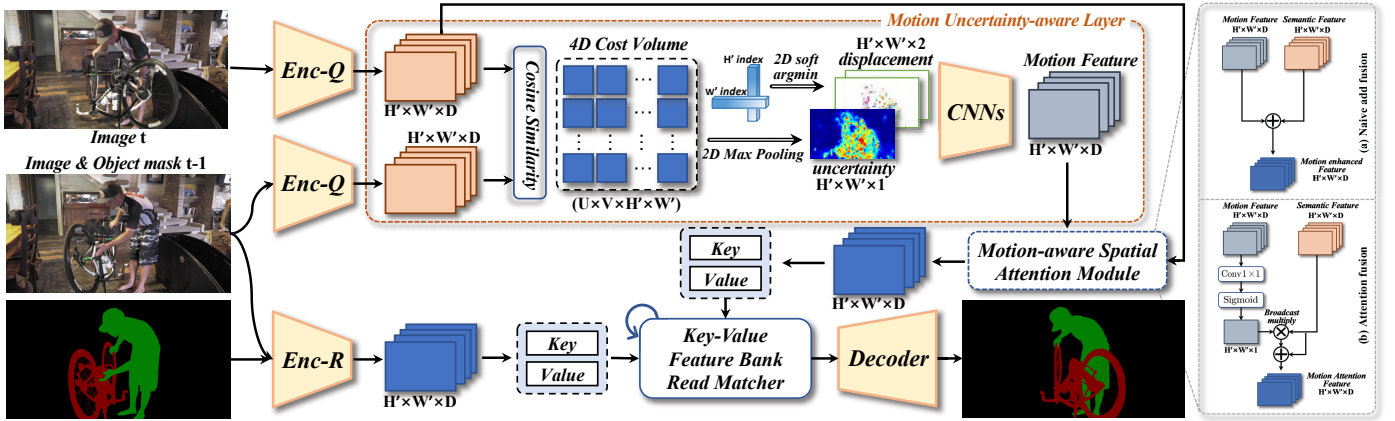 Motion Uncertainty-aware Layer
Enc-Q
H'×W'×D
Image t
Image & Object mask t-1
Enc-Q
H'×W'×D
Cosine Similarity
4D Cost Volume
(U×V×H'×W')
H' index
W' index
2D soft
argmin
2D Max Pooling
H'×W'×2
displacement
uncertainty
H'×W'×1
CNNs
Motion Feature
H'×W'×D
Motion-aware Spatial
Attention Module
H'×W'×D
Key
Value
Enc-R
H'×W'×D
Key
Value
Key-Value
Feature Bank
Read Matcher
Decoder
Motion Feature
H'×W'×D
Semantic Feature
H'×W'×D
Motion enhanced
Feature
H'×W'×D
(a) Naive add fusion
Motion Feature
H'×W'×D
Semantic Feature
H'×W'×D
Conv1×1
Sigmoid
H'×W'×1
Broadcast
multiply
Motion Attention
Feature
H'×W'×D
(b) Attention fusion